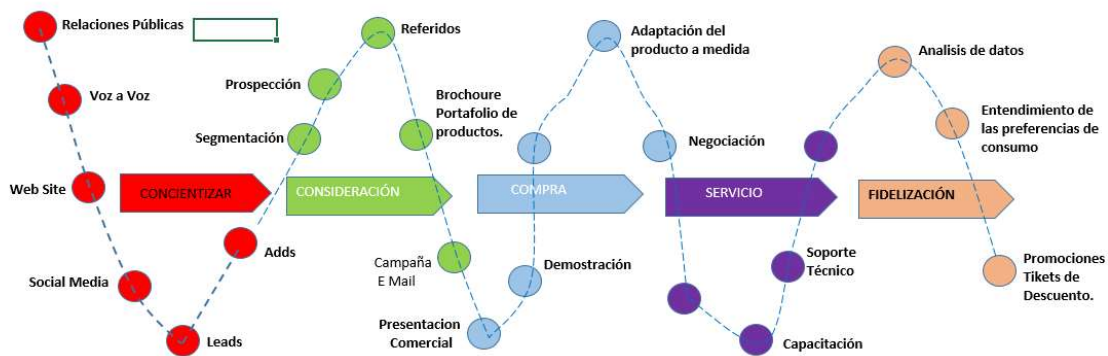 Relaciones Públicas
Voz a Voz
Web Site
Social Media
Leads
Adds
CONCIENTIZAR
Segmentación
Prospección
Referidos
Brochoure
Portafolio de
productos.
Campaña
E Mail
CONSIDERACIÓN
Presentacion
Comercial
Demostración
Adaptación del
producto a medida
Negociación
COMPRA
SERVICIO
Capacitación
Soporte
Técnico
FIDELIZACIÓN
Analisis de datos
Entendimiento de
las preferencias de
consumo
Promociones
Tikets de
Descuento.